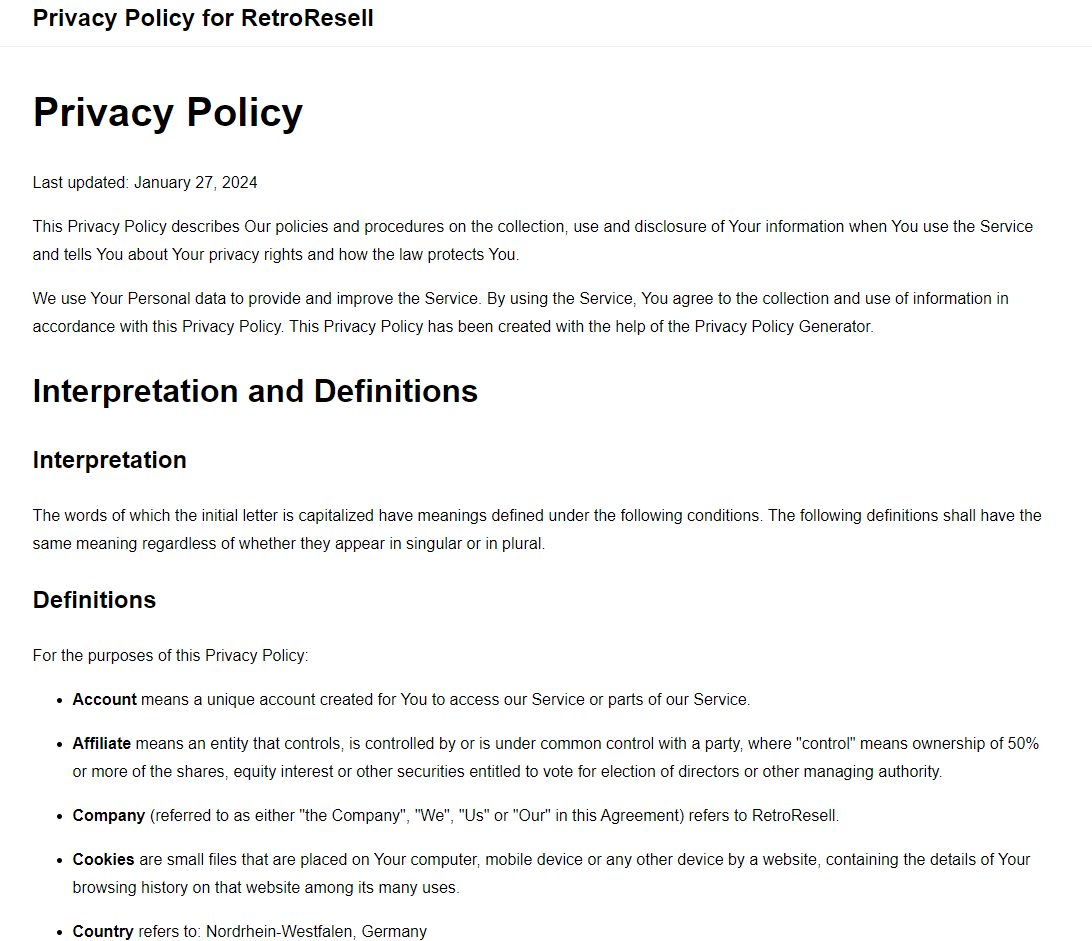 Privacy Policy for RetroResell
Privacy Policy
Last updated: January 27, 2024
This Privacy Policy describes Our policies and procedures on the collection, use and disclosure of Your information when You use the Service
and tells You about Your privacy rights and how the law protects You.
We use Your Personal data to provide and improve the Service. By using the Service, You agree to the collection and use of information in
accordance with this Privacy Policy. This Privacy Policy has been created with the help of the Privacy Policy Generator.
Interpretation and Definitions
Interpretation
The words of which the initial letter is capitalized have meanings defined under the following conditions. The following definitions shall have the
same meaning regardless of whether they appear in singular or in plural.
Definitions
For the purposes of this Privacy Policy:
• Account means a unique account created for You to access our Service or parts of our Service.
• Affiliate means an entity that controls, is controlled by or is under common control with a party, where "control" means ownership of 50%
or more of the shares, equity interest or other securities entitled to vote for election of directors or other managing authority.
• Company (referred to as either "the Company", "We", "Us" or "Our" in this Agreement) refers to RetroResell.
• Cookies are small files that are placed on Your computer, mobile device or any other device by a website, containing the details of Your
browsing history on that website among its many uses.
• Country refers to: Nordrhein-Westfalen, Germany